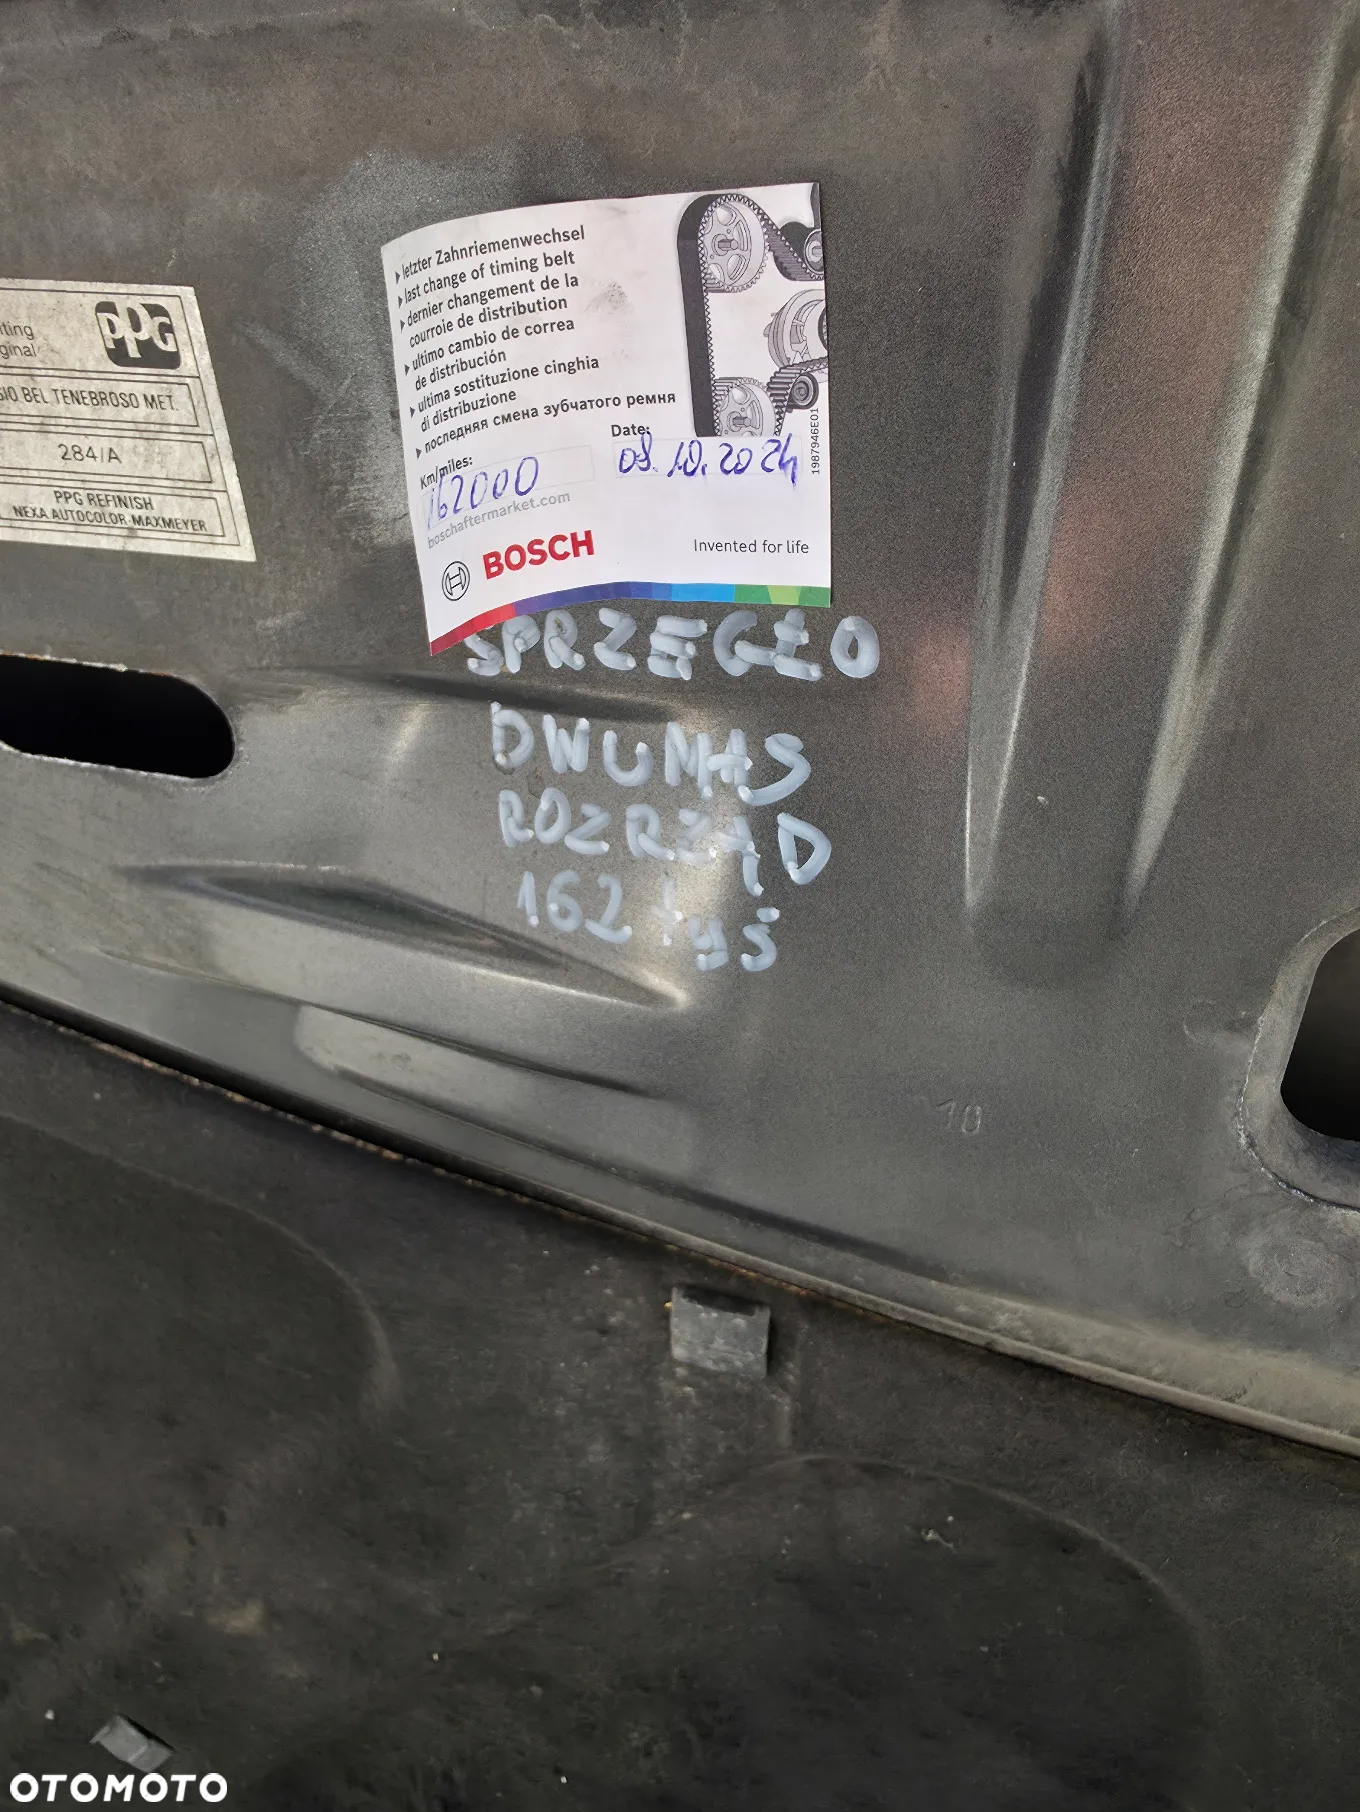 ting
ginal
PPG
SIO BEL TENEBROSO MET.
284/A
PPG REFINISH
NEXA AUTOCOLOR MAXMEYER
letzter Zahnriemenwechsel
last change of timing belt
dernier changement de la
courroie de distribution
ultimo cambio de correa
de distribución
ultima sostituzione cinghia
di distribuzione
последняя смена зубчатого ремня
Km/miles:
162000
Date:
08.10.2024
boschaftermarket.com
BOSCH
Invented for life
1987946E01
SPRZĘGŁO
DWUMAS
ROZRZĄD
162 tyś
10
OTOMOTO